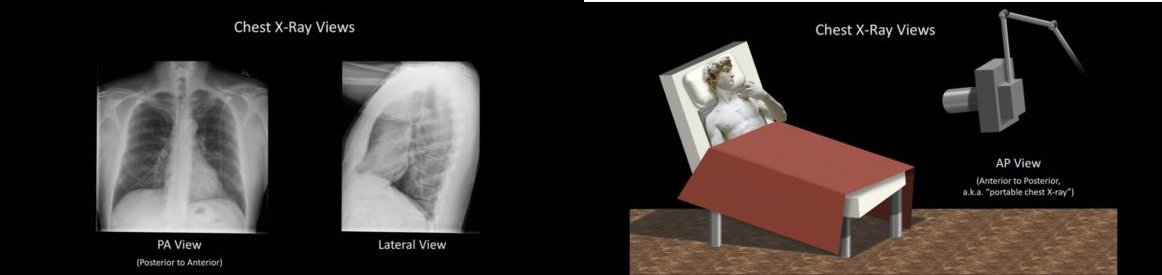 Chest X-Ray Views
PA View
(Posterior to Anterior)
Lateral View
Chest X-Ray Views
AP View
(Anterior to Posterior,
a.k.a. “portable chest X-ray”)